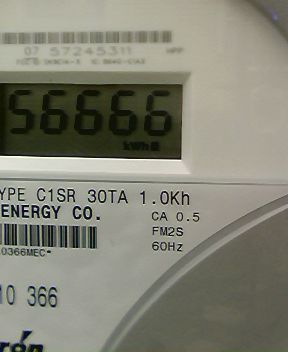 07 57245311
56666
kWh
YPE C1SR 30TA 1.0Kh
ENERGY CO.
CA 0.5
FM2S
60Hz
0366MEC*
10 366
rón